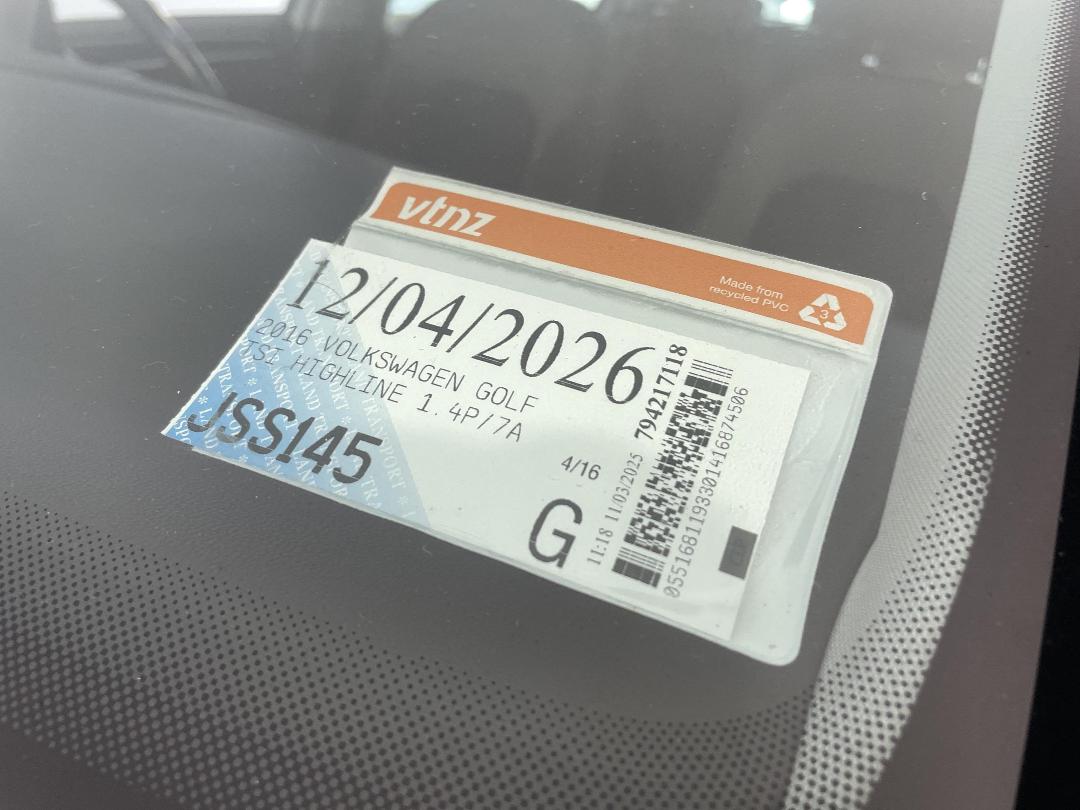 vtnz
Made from
recycled PVC
3
12/04/2026
2016 VOLKSWAGEN GOLF
TSI HIGHLINE 1.4P/7A
JSS145
4/16
G
11:18 11/03/2025
794217118
0551681193301416874506